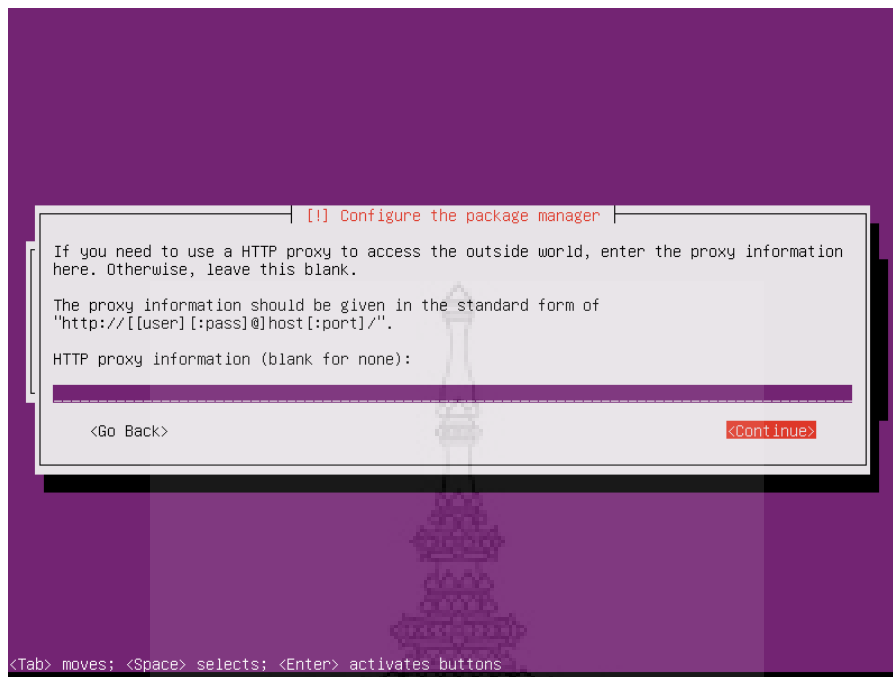 [!] Configure the package manager
If you need to use a HTTP proxy to access the outside world, enter the proxy information
here. Otherwise, leave this blank.
The proxy information should be given in the standard form of
"http://[[user][:pass]@]host[:port]/".
HTTP proxy information (blank for none):
<Go Back>
<Continue>
<Tab> moves; <Space> selects; <Enter> activates buttons